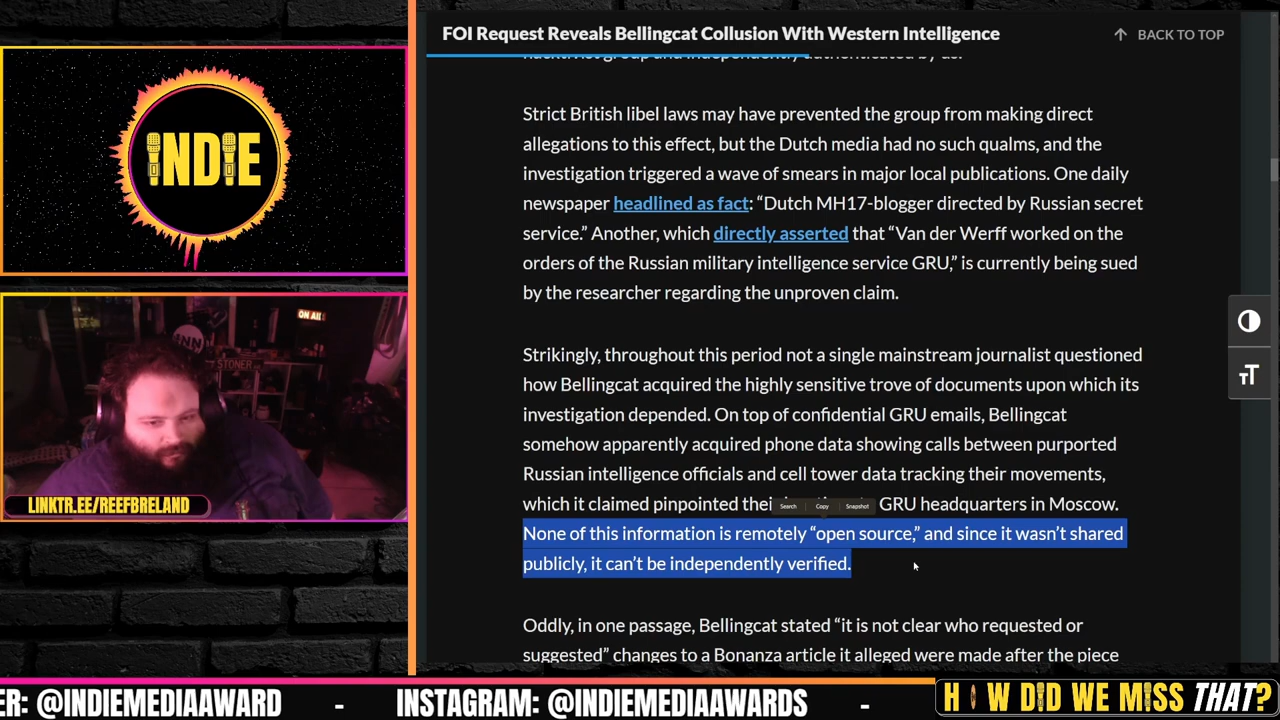 FOI Request Reveals Bellingcat Collusion With Western Intelligence
BACK TO TOP
Strict British libel laws may have prevented the group from making direct
allegations to this effect, but the Dutch media had no such qualms, and the
investigation triggered a wave of smears in major local publications. One daily
newspaper headlined as fact: “Dutch MH17-blogger directed by Russian secret
service.” Another, which directly asserted that “Van der Werff worked on the
orders of the Russian military intelligence service GRU,” is currently being sued
by the researcher regarding the unproven claim.
Strikingly, throughout this period not a single mainstream journalist questioned
how Bellingcat acquired the highly sensitive trove of documents upon which its
investigation depended. On top of confidential GRU emails, Bellingcat
somehow apparently acquired phone data showing calls between purported
Russian intelligence officials and cell tower data tracking their movements,
which it claimed pinpointed their GRU headquarters in Moscow.
Search Copy Snapshot
None of this information is remotely “open source,” and since it wasn’t shared
publicly, it can’t be independently verified.
Oddly, in one passage, Bellingcat stated “it is not clear who requested or
suggested” changes to a Bonanza article it alleged were made after the piece
TT
INDIE
ON AIR
SNN
STONER
LINKTR.EE/REEFBRELAND
ER: @INDIEMEDIAAWARD - INSTAGRAM: @INDIEMEDIAAWARDS -
HOW DID WE MISS THAT?